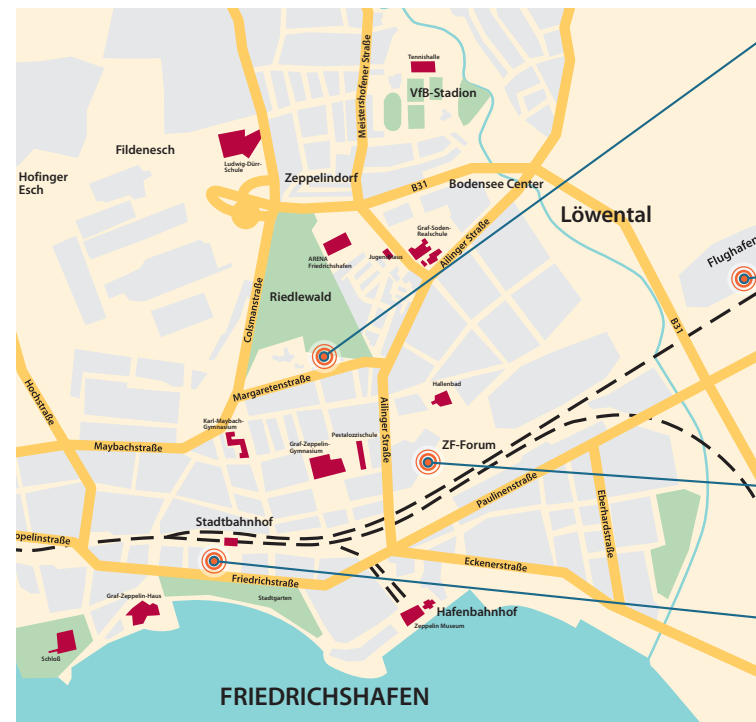 Tennishalle
VfB-Stadion
Meistershofener Straße
Fildenesch
Ludwig-Dürr-
Schule
Hofinger
Esch
Zeppelindorf
B31
Bodensee Center
Löwental
Graf-Soden-
Realschule
Ailinger Straße
ARENA
Friedrichshafen
Jugendhaus
Flughafen
Riedlewald
Colsmanstraße
B31
Margaretenstraße
Hochstraße
Hallenbad
Ailinger Straße
Karl-Maybach-
Gymnasium
Pestalozzischule
Graf-Zeppelin-
Gymnasium
Maybachstraße
ZF-Forum
Paulinenstraße
Eberhardstraße
Stadtbahnhof
ppelinstraße
Eckenerstraße
Friedrichstraße
Graf-Zeppelin-Haus
Stadtgarten
Hafenbahnhof
Zeppelin Museum
Schloß
FRIEDRICHSHAFEN